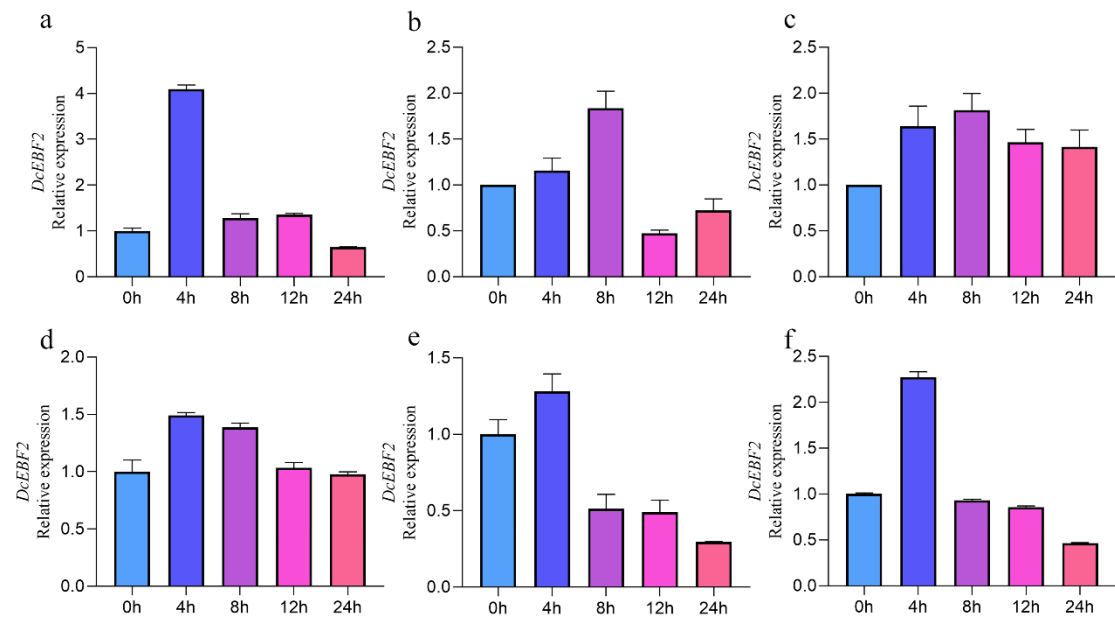 a
DcEBF2
Relative expression
5
4
3
2
1
0
0h 4h 8h 12h 24h
b
DcEBF2
Relative expression
2.5
2.0
1.5
1.0
0.5
0.0
0h 4h 8h 12h 24h
c
DcEBF2
Relative expression
2.5
2.0
1.5
1.0
0.5
0.0
0h 4h 8h 12h 24h
d
DcEBF2
Relative expression
2.0
1.5
1.0
0.5
0.0
0h 4h 8h 12h 24h
e
DcEBF2
Relative expression
1.5
1.0
0.5
0.0
0h 4h 8h 12h 24h
f
DcEBF2
Relative expression
2.5
2.0
1.5
1.0
0.5
0.0
0h 4h 8h 12h 24h